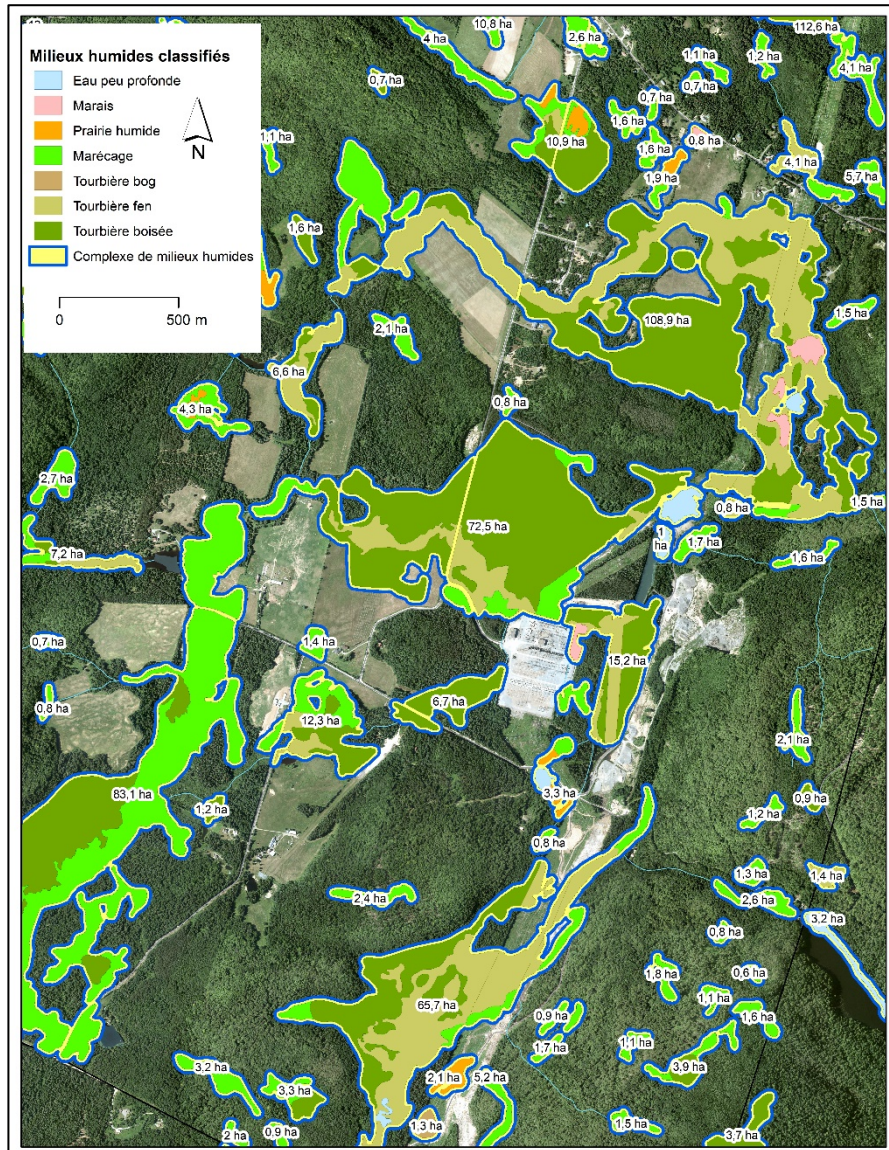 10,8 ha
4 ha
2,6 ha
112,6 ha
Milieux humides classifiés
Eau peu profonde
Marais
Prairie humide
Marécage
Tourbière bog
Tourbière fen
Tourbière boisée
Complexe de milieux humides
N
0
500 m
1,1 ha
1,2 ha
4,1 ha
0,7 ha
0,7 ha
0,7 ha
1,6 ha
1,1 ha
10,9 ha
0,8 ha
1,6 ha
4,1 ha
1,9 ha
5,7 ha
1,6 ha
1,5 ha
108,9 ha
2,1 ha
6,6 ha
0,8 ha
4,3 ha
2,7 ha
72,5 ha
0,8 ha
1,5 ha
1
ha
1,7 ha
7,2 ha
1,6 ha
0,7 ha
1,4 ha
15,2 ha
0,8 ha
6,7 ha
12,3 ha
2,1 ha
83,1 ha
3,3 ha
0,9 ha
1,2 ha
1,2 ha
0,8 ha
1,3 ha
1,4 ha
2,4 ha
2,6 ha
3,2 ha
0,8 ha
1,8 ha
0,6 ha
65,7 ha
1,1 ha
0,9 ha
1,6 ha
1,7 ha
1,1 ha
3,2 ha
3,9 ha
2,1 ha
5,2 ha
3,3 ha
1,3 ha
1,5 ha
2 ha
0,9 ha
3,7 ha